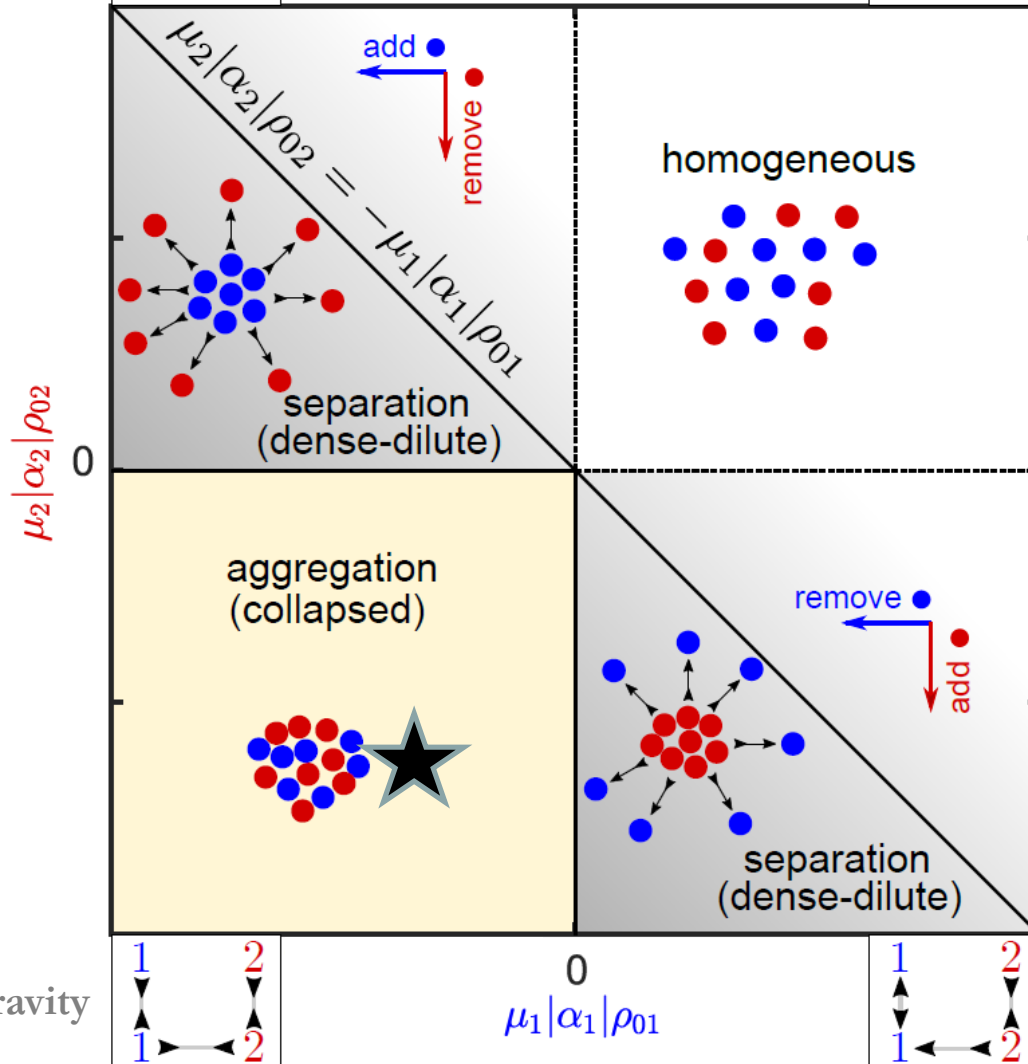 add
remove
μ₂|α₂|ρ₀₂ = −μ₁|α₁|ρ₀₁
homogeneous
separation
(dense-dilute)
μ₂|α₂|ρ₀₂
0
aggregation
(collapsed)
remove
add
separation
(dense-dilute)
1 2
1 2
0
μ₁|α₁|ρ₀₁
1 2
1 2